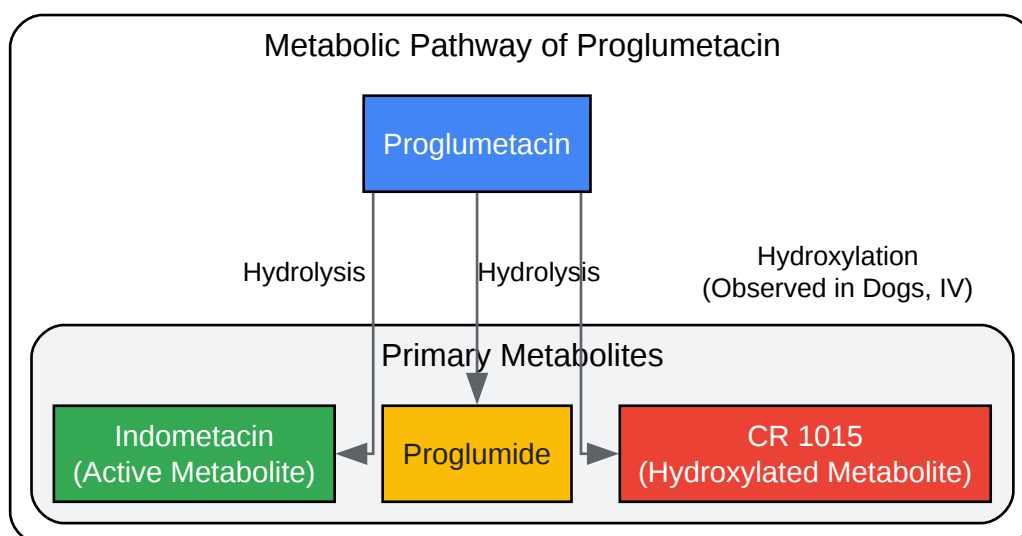 Metabolic Pathway of Proglumetacin
Proglumetacin
Hydrolysis
Hydrolysis
Hydroxylation
(Observed in Dogs, IV)
Primary Metabolites
Indometacin
(Active Metabolite)
Proglumide
CR 1015
(Hydroxylated Metabolite)